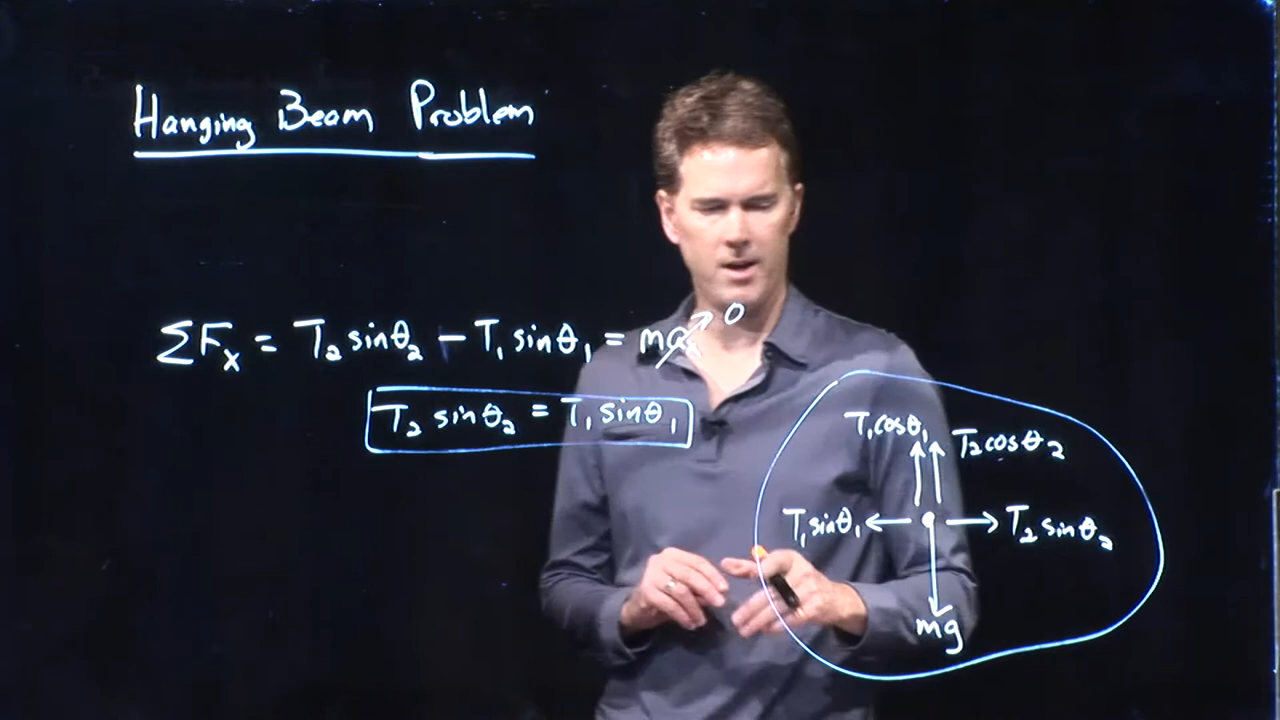 Hanging Beam Problem
ΣFₓ = T₂ sinθ₂ − T₁ sinθ₁ = maₓ 0
T₂ sinθ₂ = T₁ sinθ₁
T₁cosθ₁ T₂cosθ₂
T₁sinθ₁ T₂ sinθ₂
mg